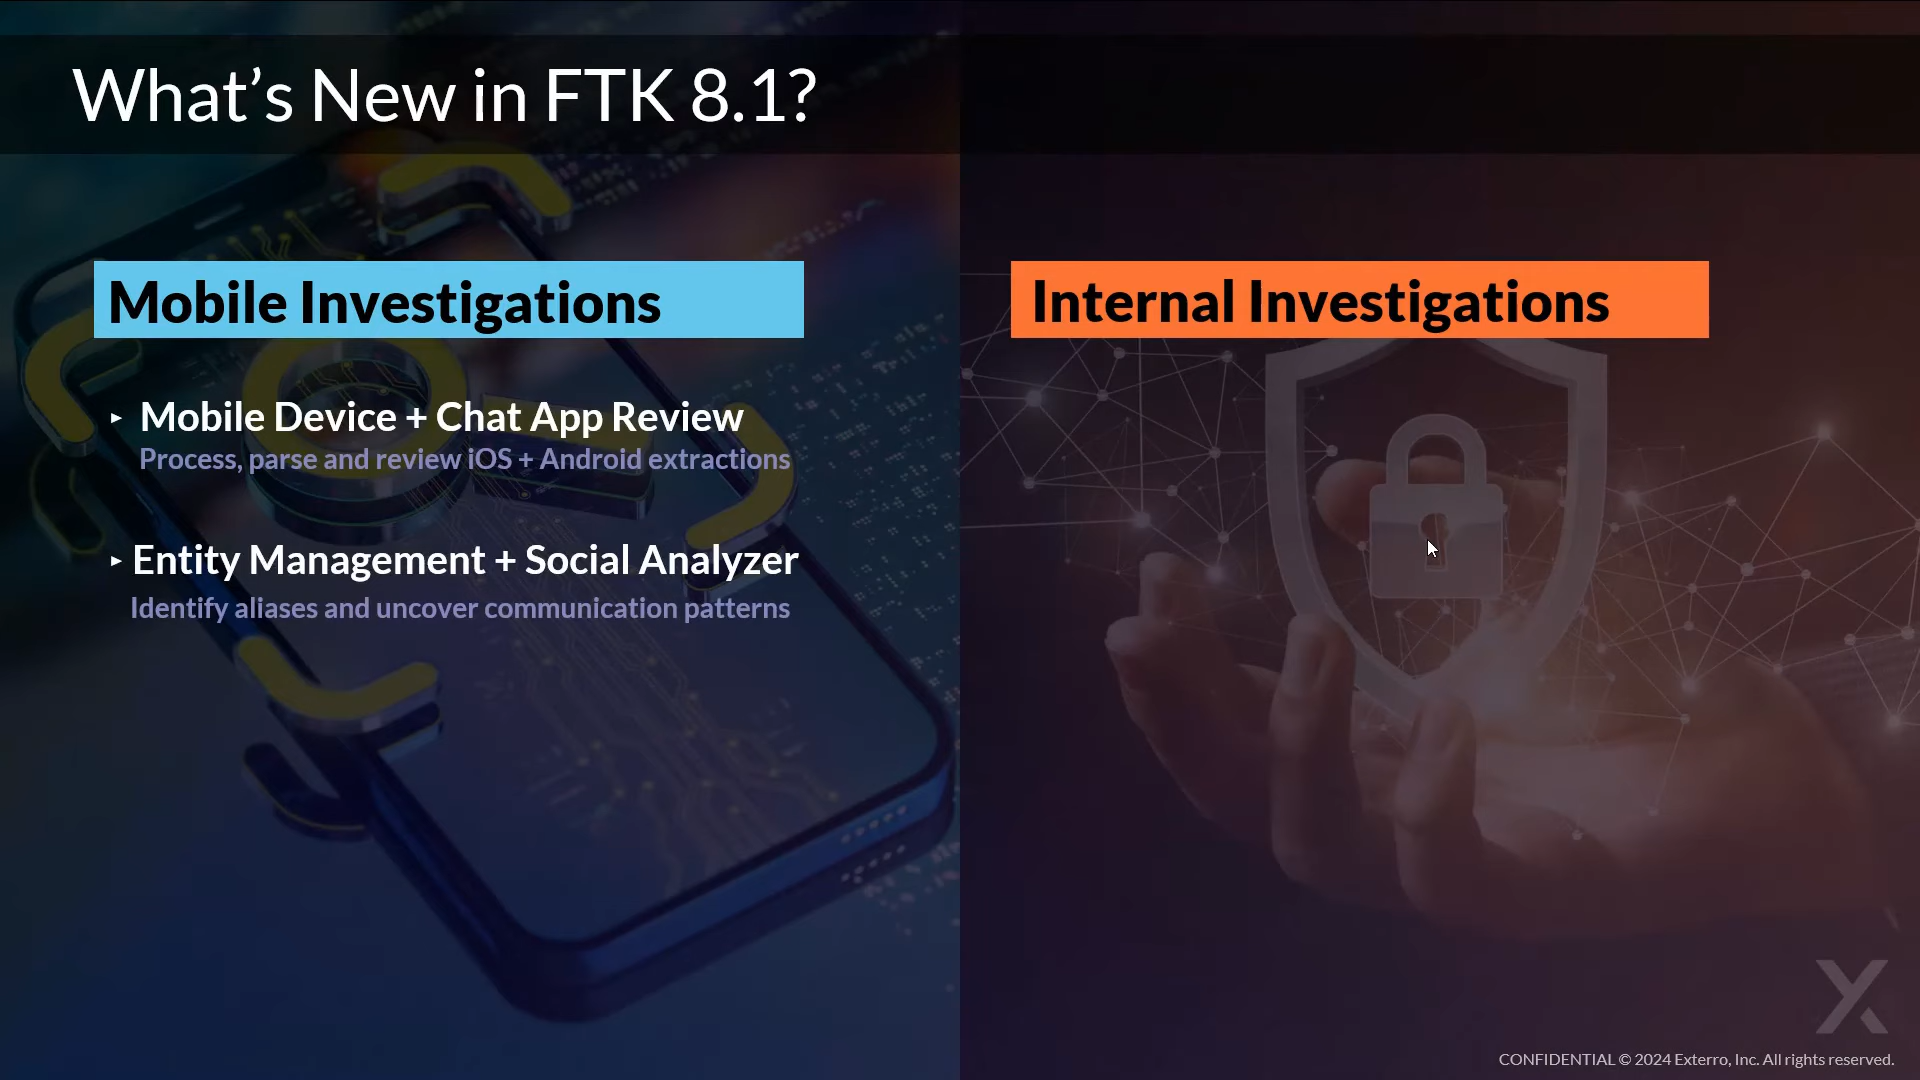 What’s New in FTK 8.1?
Mobile Investigations
▸ Mobile Device + Chat App Review
Process, parse and review iOS + Android extractions
▸ Entity Management + Social Analyzer
Identify aliases and uncover communication patterns
Internal Investigations
CONFIDENTIAL © 2024 Exterro, Inc. All rights reserved.